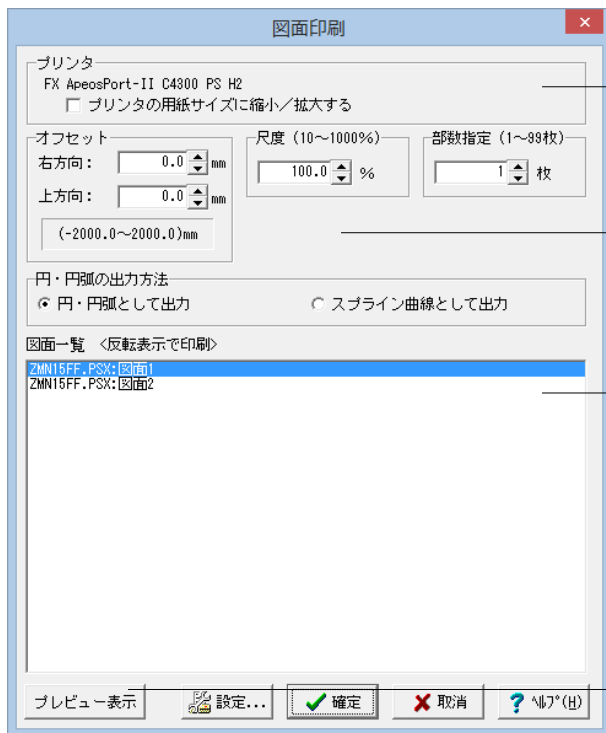 図面印刷
プリンタ
FX ApeosPort-II C4300 PS H2
プリンタの用紙サイズに縮小／拡大する
オフセット
右方向： 0.0 mm
上方向： 0.0 mm
(-2000.0～2000.0)mm
尺度（10～1000%）
100.0 %
部数指定（1～99枚）
1 枚
円・円弧の出力方法
円・円弧として出力 スプライン曲線として出力
図面一覧 <反転表示で印刷>
ZMN15FF.PSX:図面1
ZMN15FF.PSX:図面2
プレビュー表示 設定... 確定 取消 ﾍﾙﾌﾟ(H)